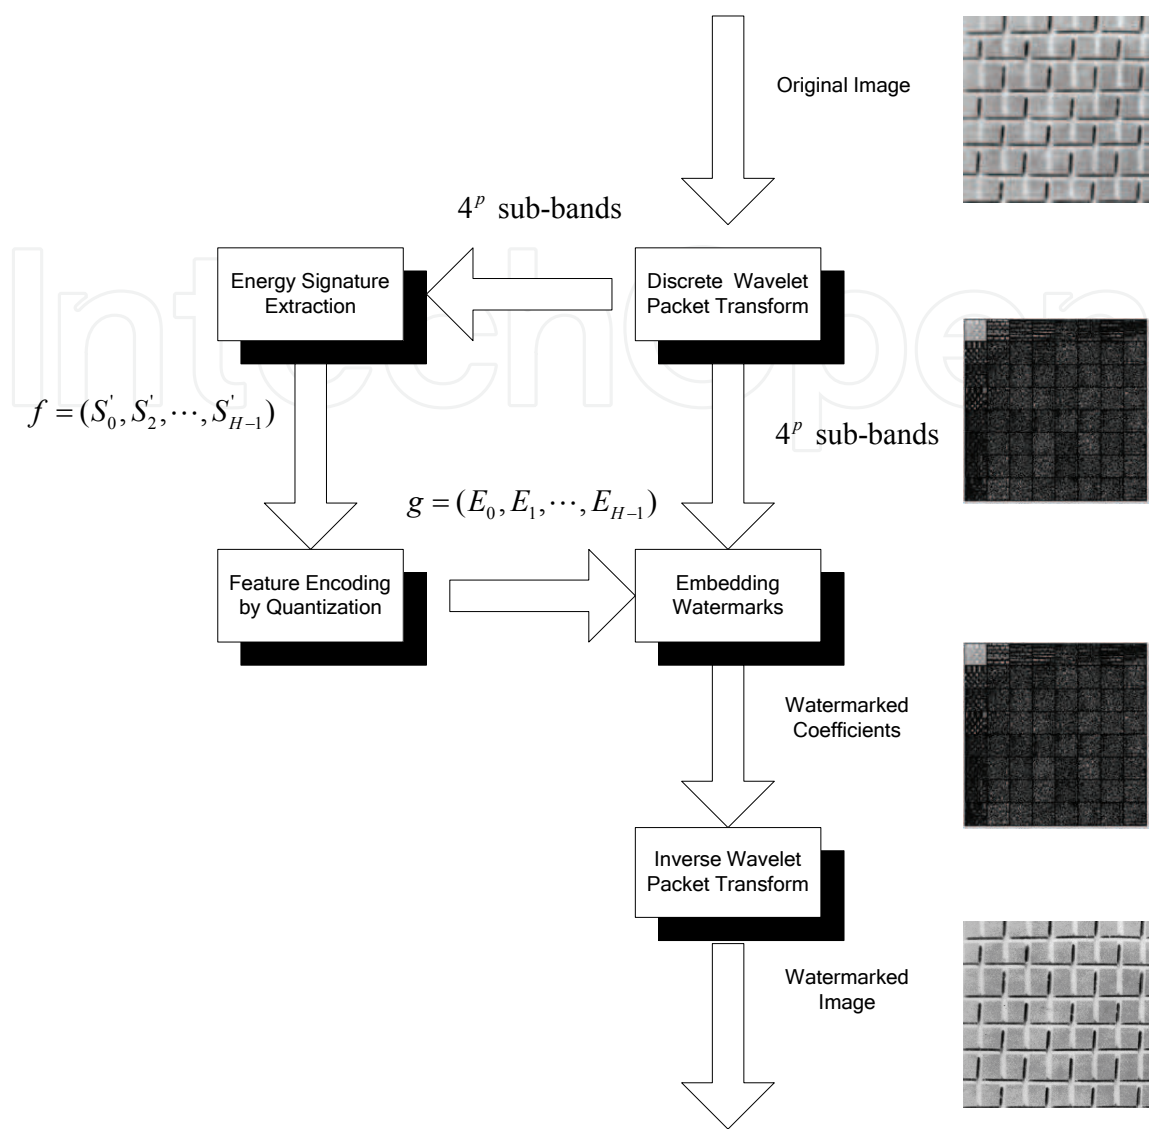 Original Image
4^p sub-bands
Energy Signature
Extraction
Discrete Wavelet
Packet Transform
IntechOpen
f = (S'_0, S'_2, ⋯, S'_{H−1})
4^p sub-bands
g = (E_0, E_1, ⋯, E_{H−1})
Feature Encoding
by Quantization
Embedding
Watermarks
Watermarked
Coefficients
Inverse Wavelet
Packet Transform
Watermarked
Image